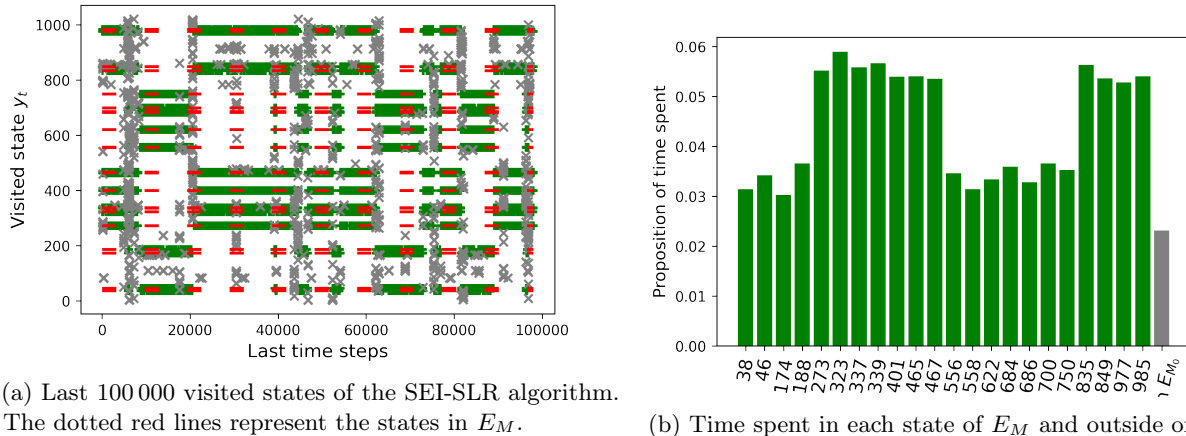 1000
800
600
400
200
0
Visited state y_t
0 20000 40000 60000 80000 100000
Last time steps
(a) Last 100 000 visited states of the SEI-SLR algorithm.
The dotted red lines represent the states in E_M.
0.06
0.05
0.04
0.03
0.02
0.01
0.00
Proposition of time spent
38 46 174 188 273 323 337 339 401 465 467 556 558 622 684 686 700 750 835 849 977 985 E_{M_0}
(b) Time spent in each state of E_M and outside of